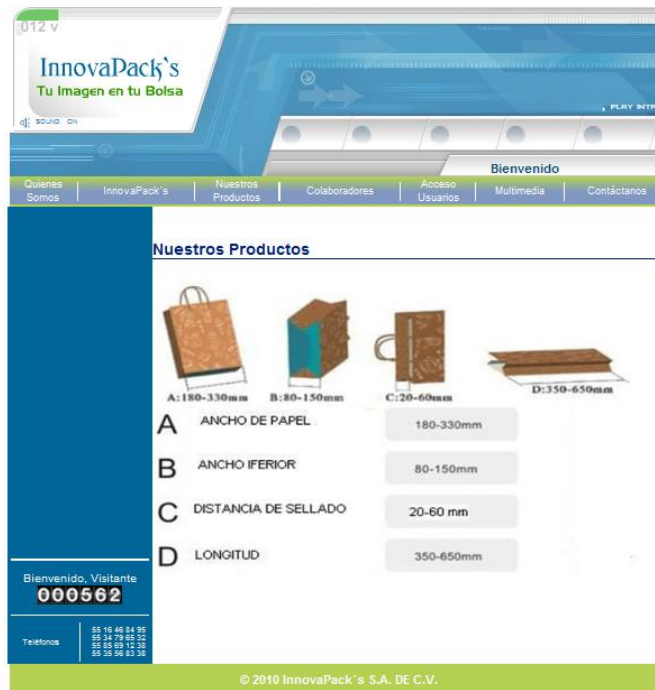 012 v
InnovaPack's
Tu Imagen en tu Bolsa
SOUND ON
PLAY INTR
Bienvenido
Quienes Somos
InnovaPack´s
Nuestros Productos
Colaboradores
Acceso Usuarios
Multimedia
Contáctanos
Nuestros Productos
A:180-330mm B:80-150mm C:20-60mm D:350-650mm
A ANCHO DE PAPEL 180-330mm
B ANCHO IFERIOR 80-150mm
C DISTANCIA DE SELLADO 20-60 mm
D LONGITUD 350-650mm
Bienvenido, Visitante
000562
Teléfonos
55 16 46 84 95
55 34 79 65 32
55 85 69 12 38
55 35 56 83 38
© 2010 InnovaPack´s S.A. DE C.V.